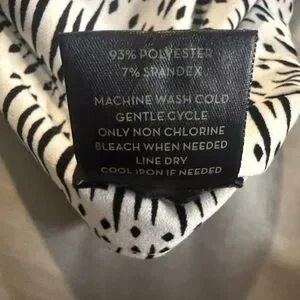 93% POLYESTER
7% SPANDEX
MACHINE WASH COLD
GENTLE CYCLE
ONLY NON CHLORINE
BLEACH WHEN NEEDED
LINE DRY
COOL IRON IF NEEDED